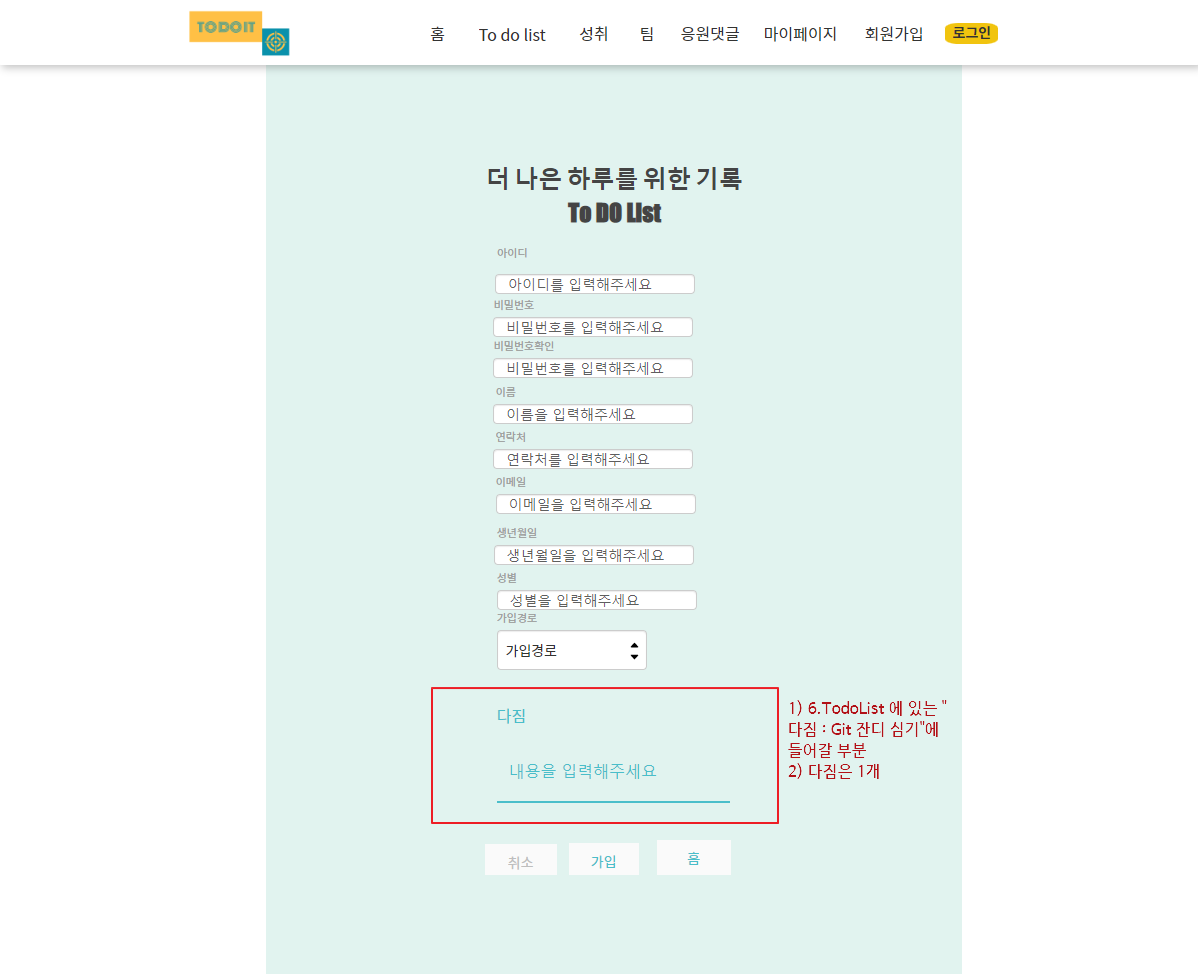 TODOIT
홈 To do list 성취 팀 응원댓글 마이페이지 회원가입 로그인
더 나은 하루를 위한 기록
To DO List
아이디
아이디를 입력해주세요
비밀번호
비밀번호를 입력해주세요
비밀번호확인
비밀번호를 입력해주세요
이름
이름을 입력해주세요
연락처
연락처를 입력해주세요
이메일
이메일을 입력해주세요
생년월일
생년월일을 입력해주세요
성별
성별을 입력해주세요
가입경로
가입경로
다짐
내용을 입력해주세요
1) 6.TodoList 에 있는 "
다짐 : Git 잔디 심기"에
들어갈 부분
2) 다짐은 1개
취소 가입 홈